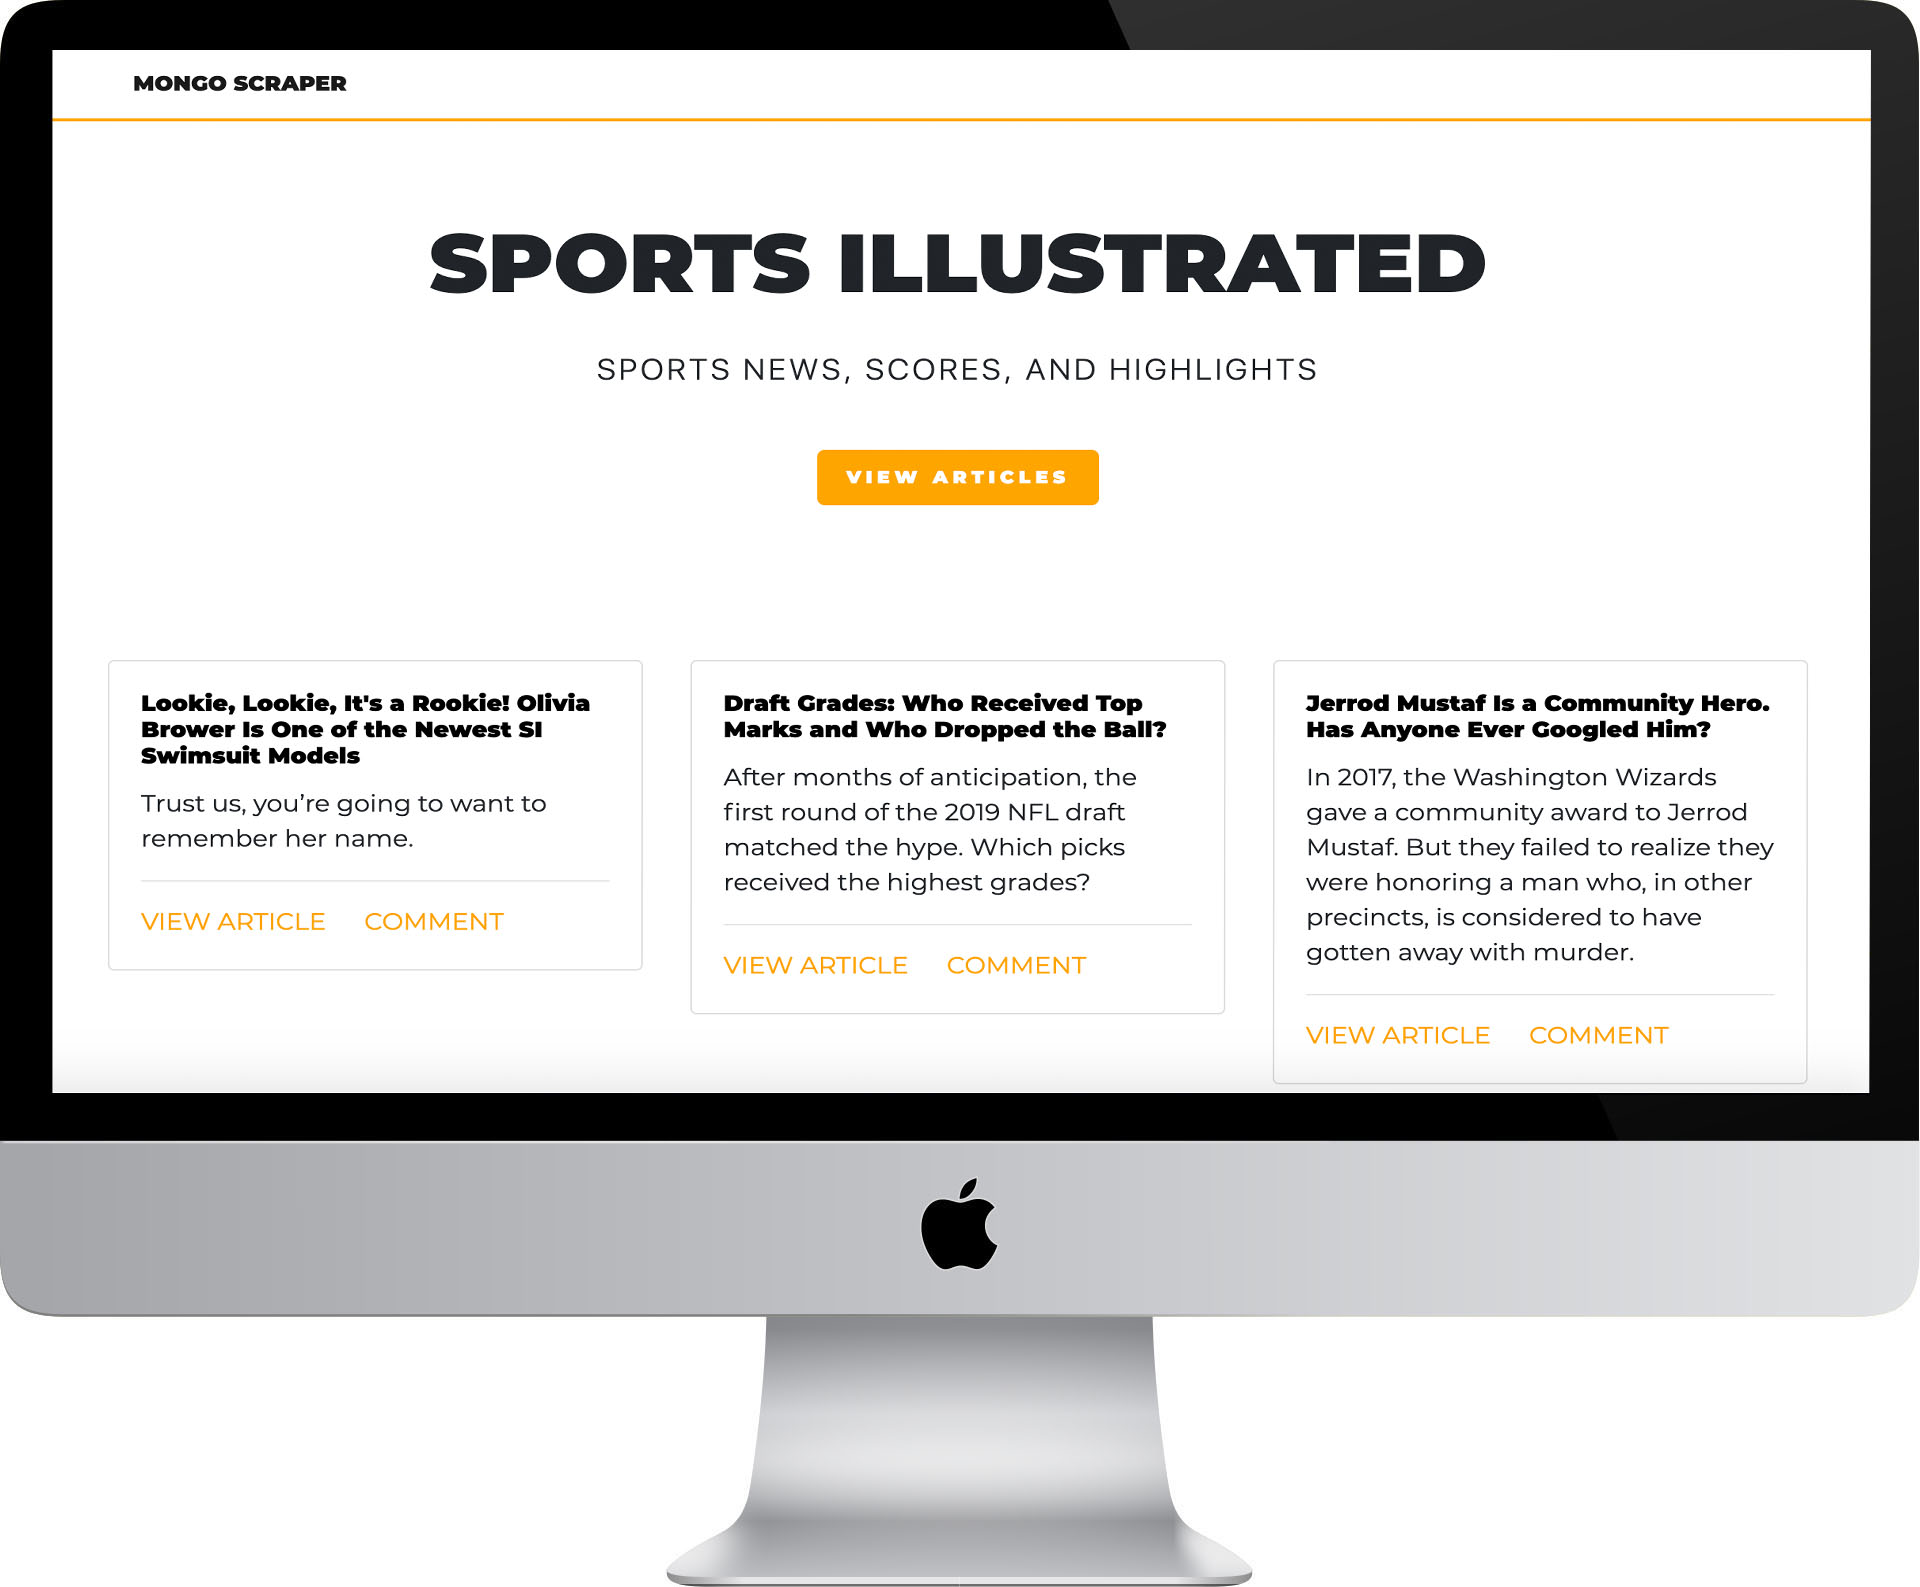 MONGO SCRAPER
SPORTS ILLUSTRATED
SPORTS NEWS, SCORES, AND HIGHLIGHTS
VIEW ARTICLES
Lookie, Lookie, It's a Rookie! Olivia
Brower Is One of the Newest SI
Swimsuit Models
Trust us, you’re going to want to
remember her name.
VIEW ARTICLE COMMENT
Draft Grades: Who Received Top
Marks and Who Dropped the Ball?
After months of anticipation, the
first round of the 2019 NFL draft
matched the hype. Which picks
received the highest grades?
VIEW ARTICLE COMMENT
Jerrod Mustaf Is a Community Hero.
Has Anyone Ever Googled Him?
In 2017, the Washington Wizards
gave a community award to Jerrod
Mustaf. But they failed to realize they
were honoring a man who, in other
precincts, is considered to have
gotten away with murder.
VIEW ARTICLE COMMENT